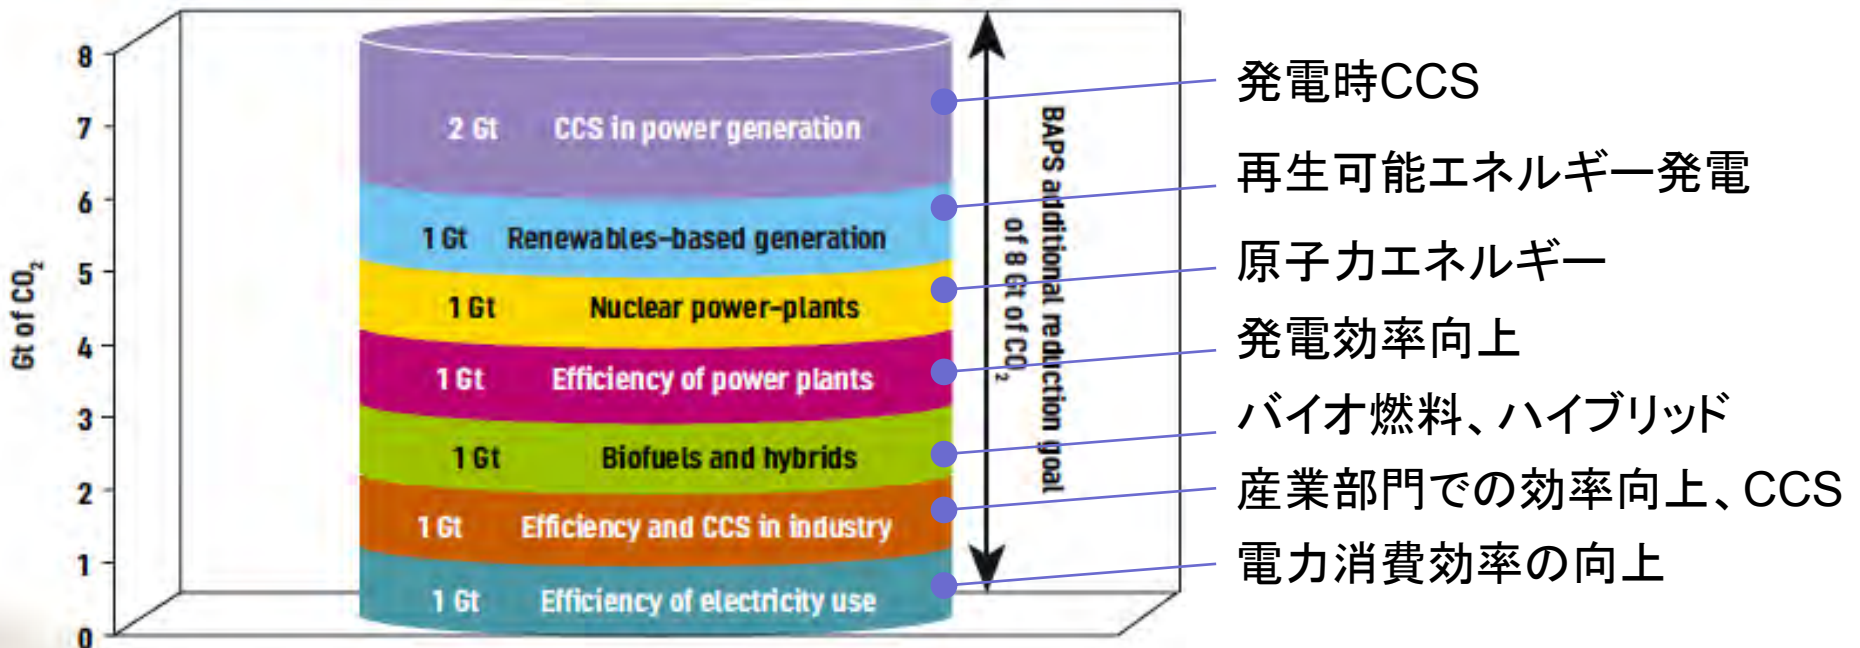 8
7
6
5
4
3
2
1
0
Gt of CO2
2 Gt CCS in power generation
1 Gt Renewables-based generation
1 Gt Nuclear power-plants
1 Gt Efficiency of power plants
1 Gt Biofuels and hybrids
1 Gt Efficiency and CCS in industry
1 Gt Efficiency of electricity use
BAPS additional reduction goal
of 8 Gt of CO2
発電時CCS
再生可能エネルギー発電
原子力エネルギー
発電効率向上
バイオ燃料、ハイブリッド
産業部門での効率向上、CCS
電力消費効率の向上